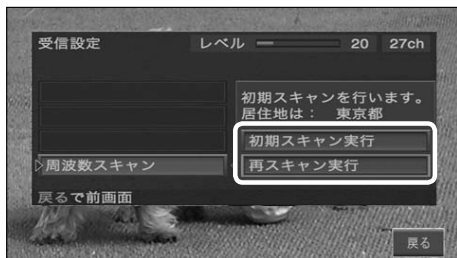 受信設定 レベル 20 27ch
初期スキャンを行います。
居住地は： 東京都
初期スキャン実行
周波数スキャン 再スキャン実行
戻るで前画面
戻る